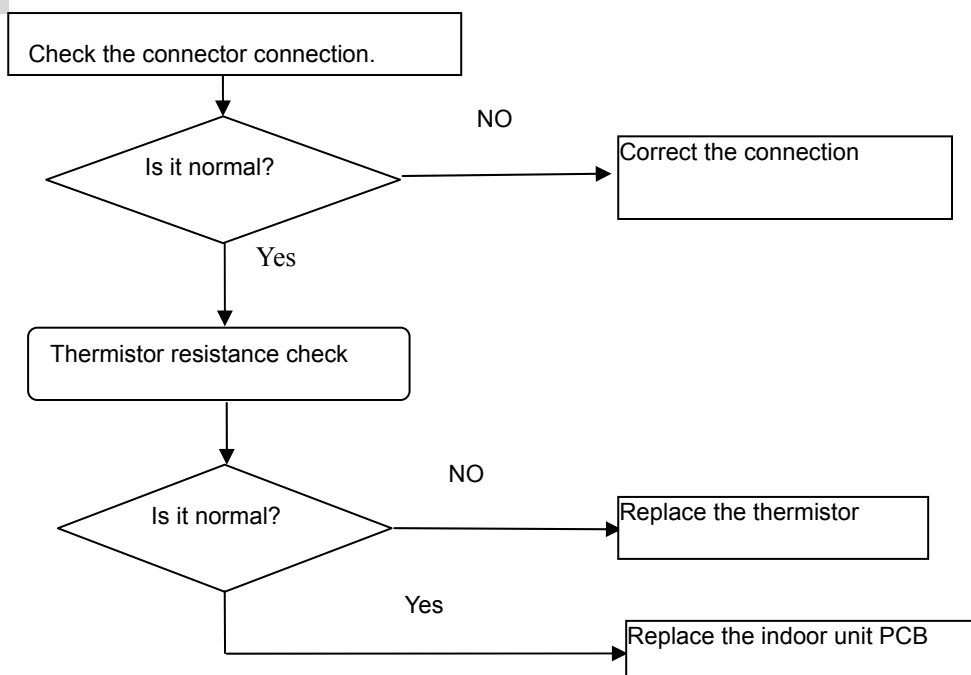 Check the connector connection.
NO
Is it normal?
Correct the connection
Yes
Thermistor resistance check
NO
Is it normal?
Replace the thermistor
Yes
Replace the indoor unit PCB